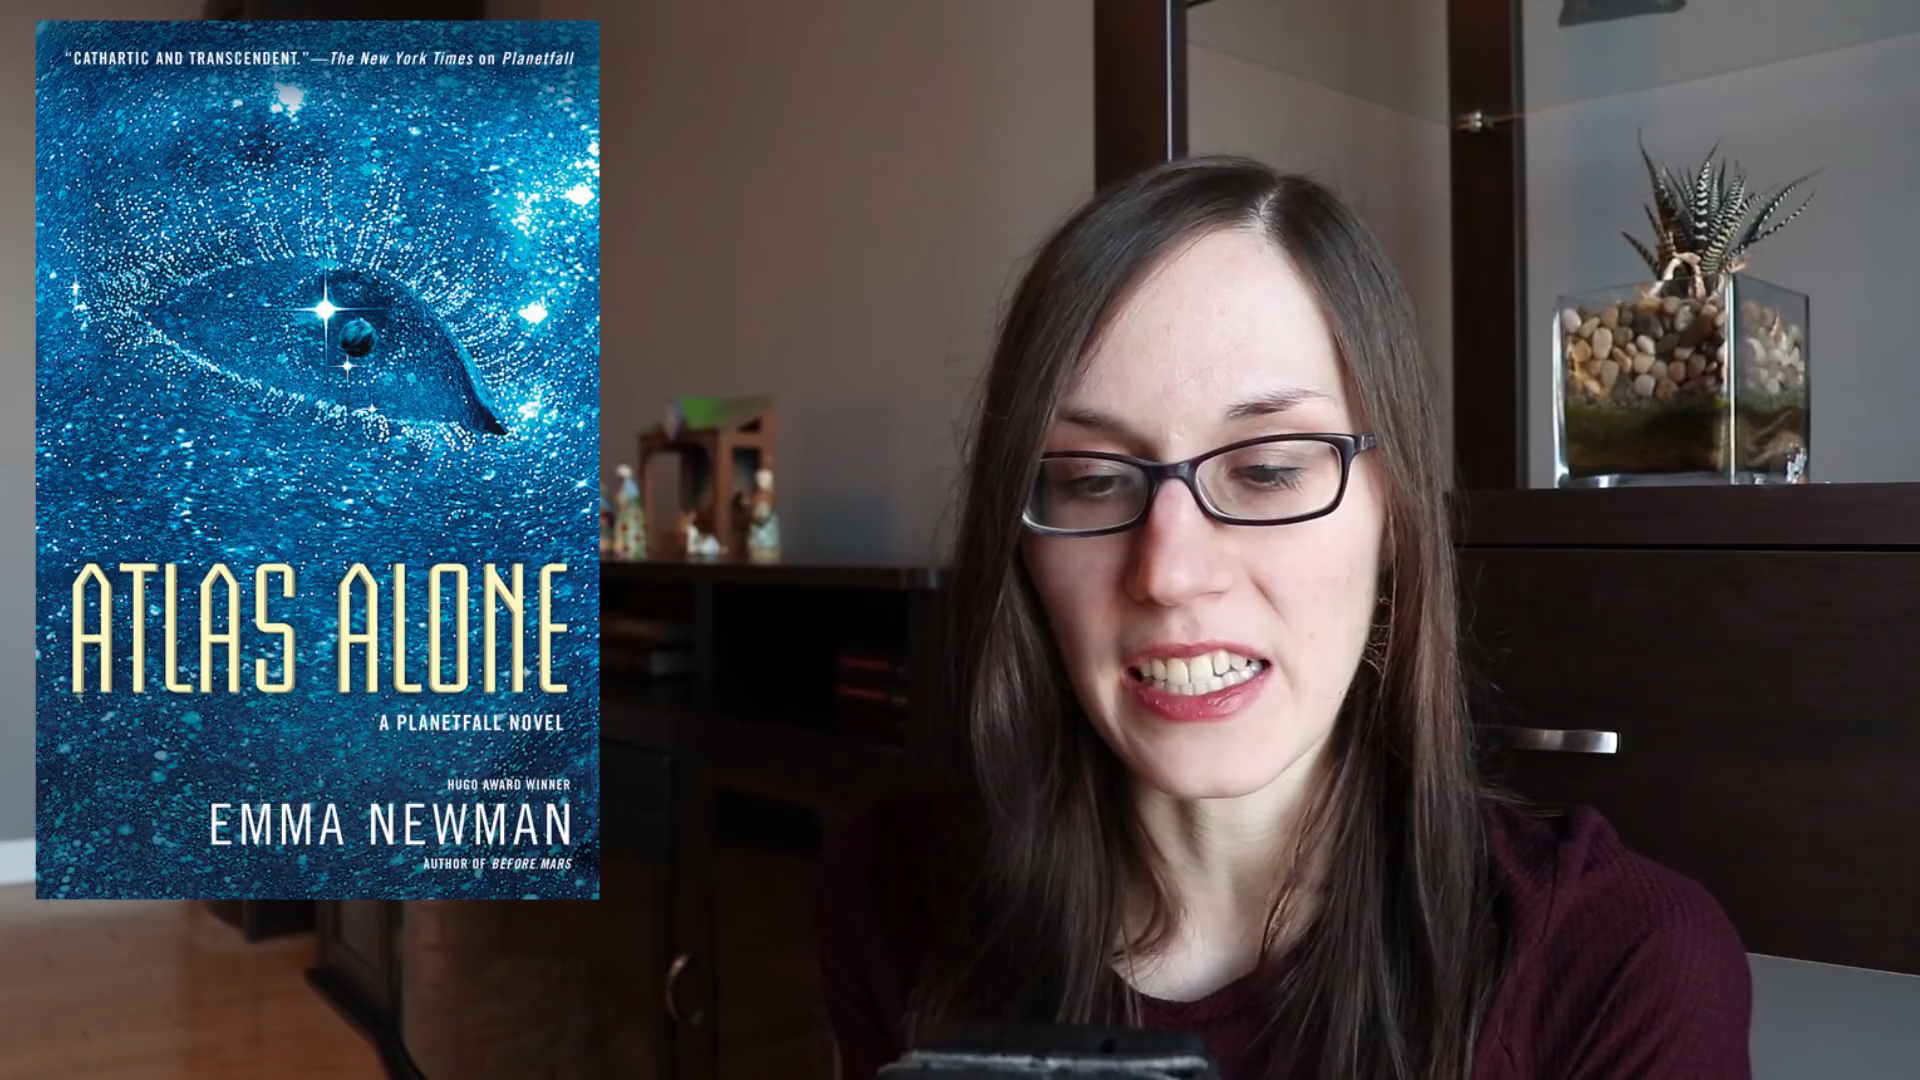 “CATHARTIC AND TRANSCENDENT.”—The New York Times on Planetfall
ATLAS ALONE
A PLANETFALL NOVEL
HUGO AWARD WINNER
EMMA NEWMAN
AUTHOR OF BEFORE MARS